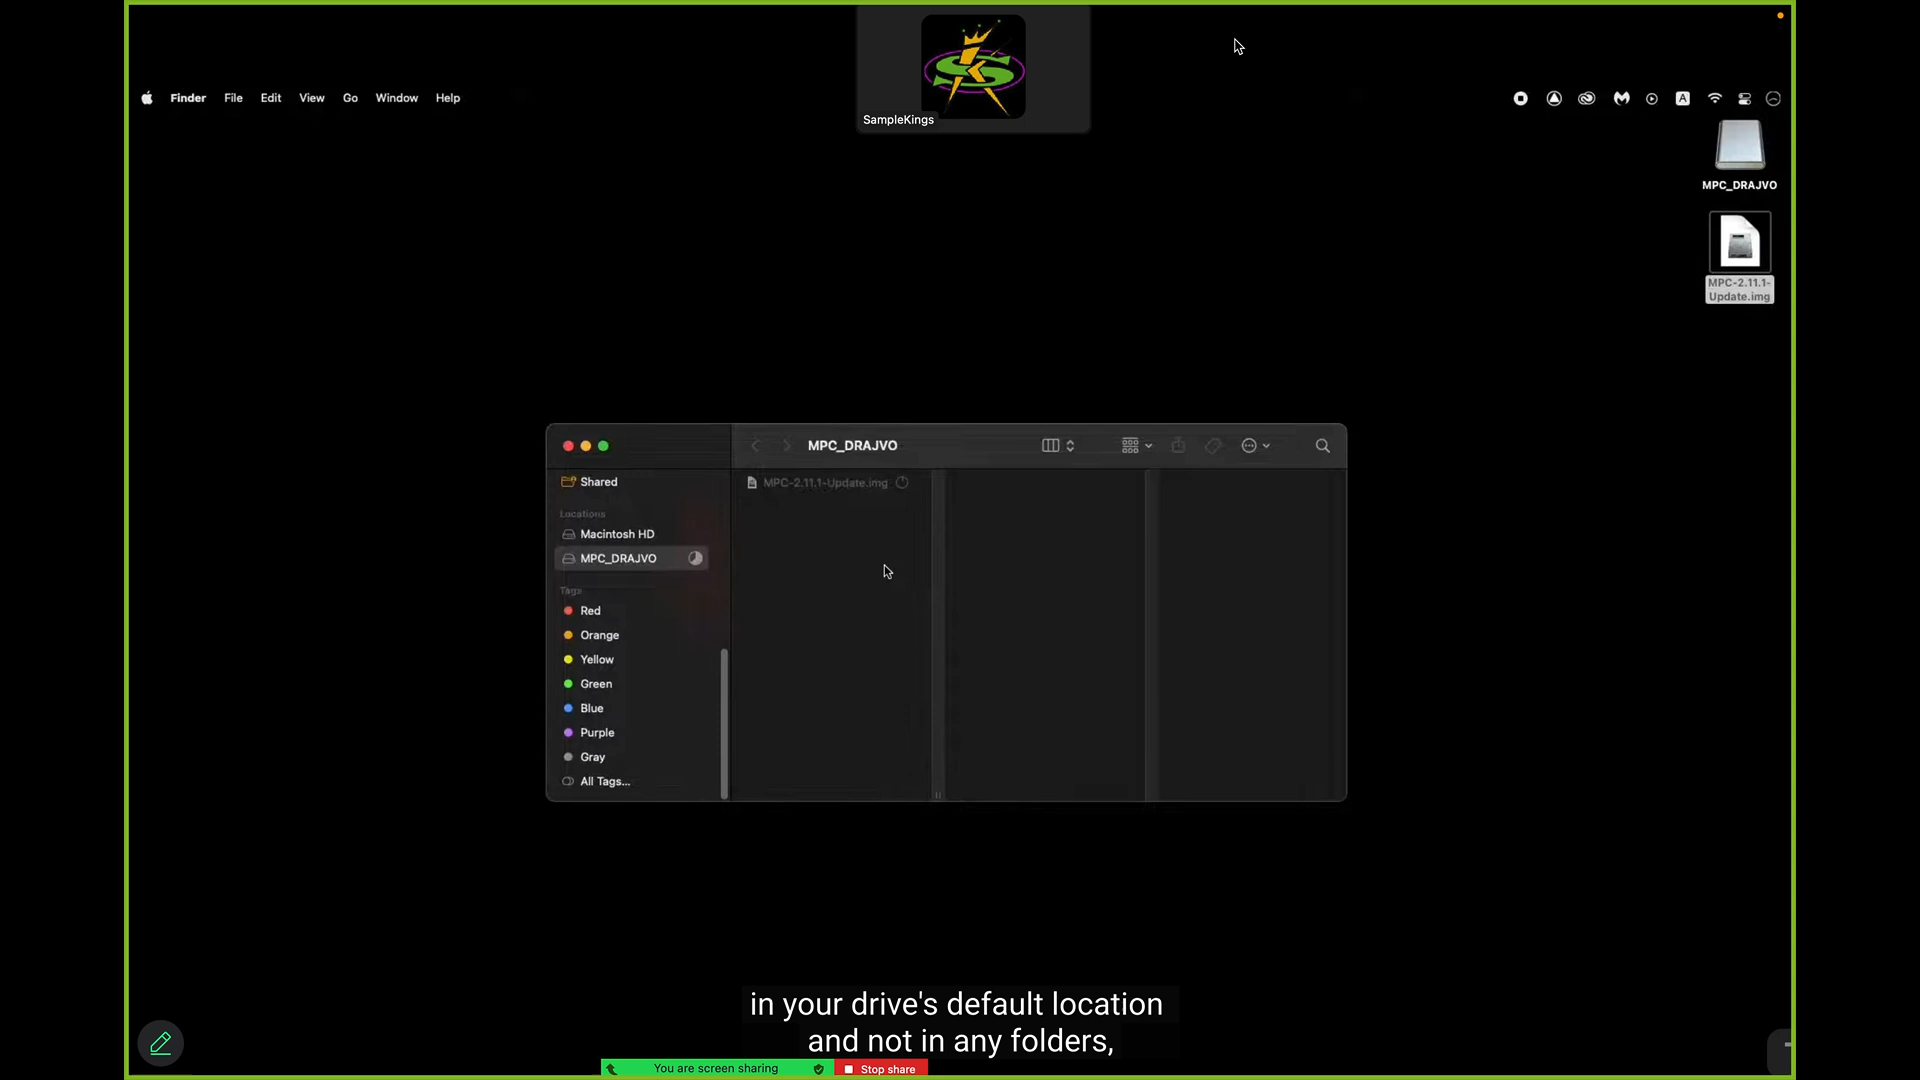 SampleKings
Finder File Edit View Go Window Help
A
MPC_DRAJVO
MPC-2.11.1-
Update.img
MPC_DRAJVO
Shared
MPC-2.11.1-Update.img
Locations
Macintosh HD
MPC_DRAJVO
Tags
Red
Orange
Yellow
Green
Blue
Purple
Gray
All Tags...
in your drive's default location
and not in any folders,
You are screen sharing Stop share